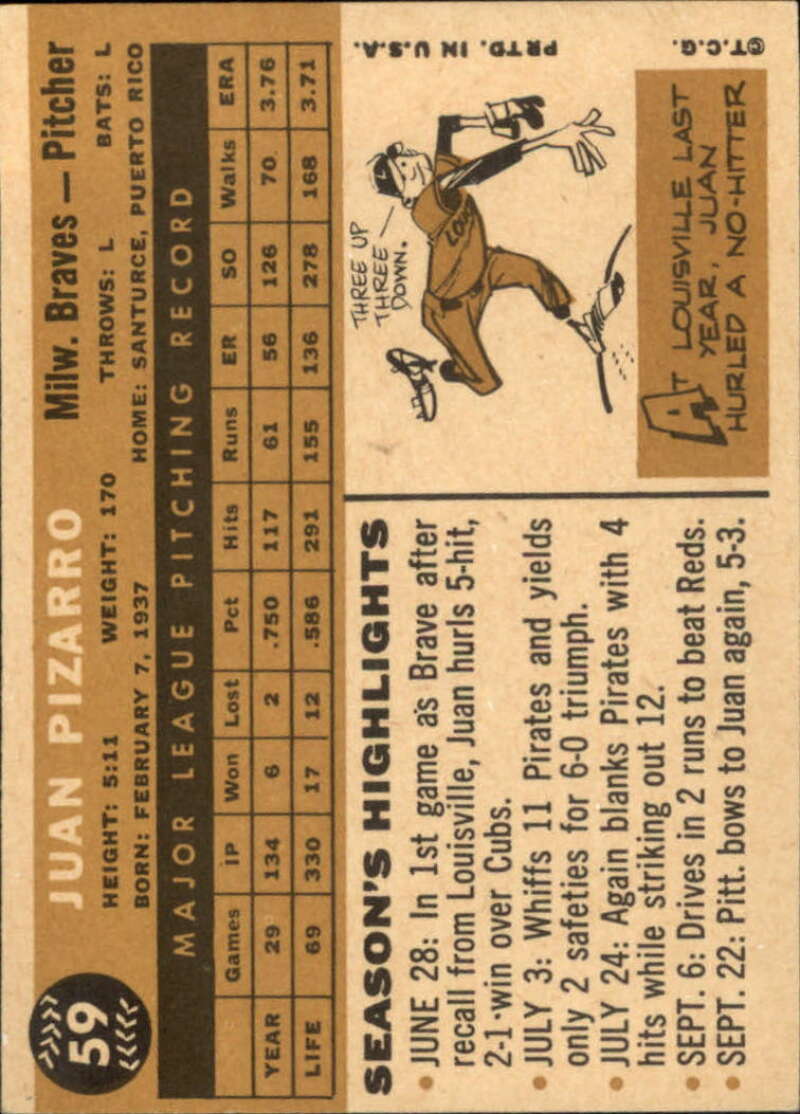 59
JUAN PIZARRO
Milw. Braves — Pitcher
HEIGHT: 5:11 WEIGHT: 170 THROWS: L BATS: L
BORN: FEBRUARY 7, 1937 HOME: SANTURCE, PUERTO RICO
MAJOR LEAGUE PITCHING RECORD
Games IP Won Lost Pct Hits Runs ER SO Walks ERA
YEAR 29 134 6 2 .750 117 61 56 126 70 3.76
LIFE 69 330 17 12 .586 291 155 136 278 168 3.71
SEASON'S HIGHLIGHTS
• JUNE 28: In 1st game as Brave after
recall from Louisville, Juan hurls 5-hit,
2-1 win over Cubs.
• JULY 3: Whiffs 11 Pirates and yields
only 2 safeties for 6-0 triumph.
• JULY 24: Again blanks Pirates with 4
hits while striking out 12.
• SEPT. 6: Drives in 2 runs to beat Reds.
• SEPT. 22: Pitt. bows to Juan again, 5-3.
THREE UP
THREE
DOWN.
L
LOU
AT LOUISVILLE LAST
YEAR, JUAN
HURLED A NO-HITTER
©T.C.G. PRTD. IN U.S.A.